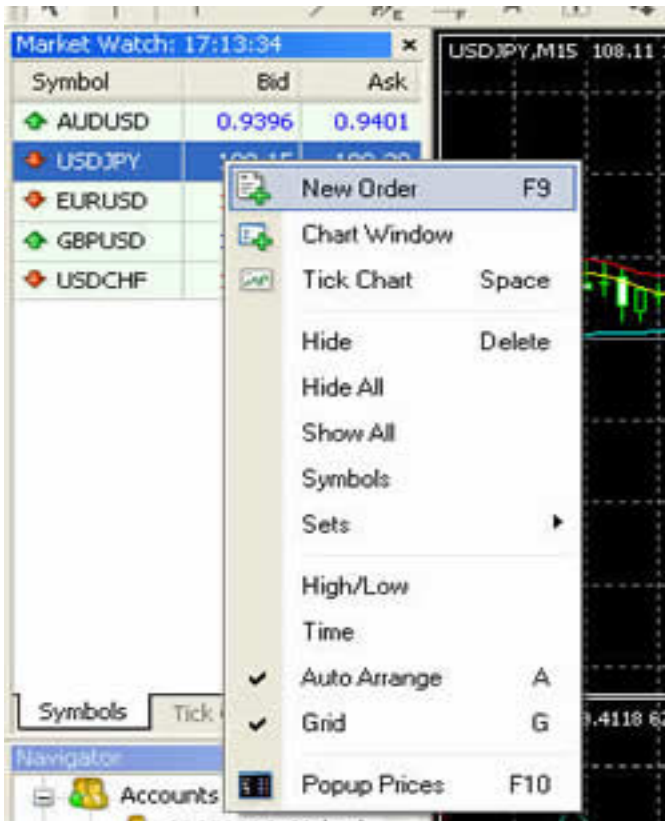 Market Watch: 17:13:34
USDJPY,M15 108.11
Symbol Bid Ask
AUDUSD 0.9396 0.9401
USDJPY
EURUSD
GBPUSD
USDCHF
New Order F9
Chart Window
Tick Chart Space
Hide Delete
Hide All
Show All
Symbols
Sets
High/Low
Time
Auto Arrange A
Grid G
Popup Prices F10
Symbols Tick
.4118
Navigator
Accounts